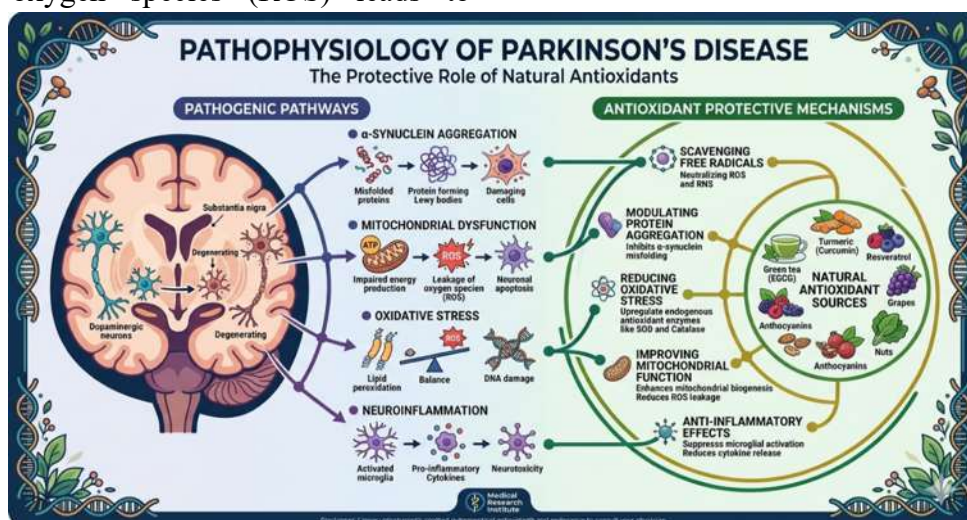 oxygen species (ROS) leads to
PATHOPHYSIOLOGY OF PARKINSON'S DISEASE
The Protective Role of Natural Antioxidants
PATHOGENIC PATHWAYS
Substantia nigra
Degenerating
Dopaminergic
neurons
Degenerating
α-SYNUCLEIN AGGREGATION
Misfolded
proteins
Protein forming
Lewy bodies
Damaging
cells
MITOCHONDRIAL DYSFUNCTION
ATP
ROS
Impaired energy
production
Leakage of
oxygen specien
(ROS)
Neuronal
apoptosis
OXIDATIVE STRESS
ROS
Lipid
peroxidation
Balance
DNA damage
NEUROINFLAMMATION
Activated
microglia
Pro-inflammatory
Cytokines
Neurotoxicity
ANTIOXIDANT PROTECTIVE MECHANISMS
SCAVENGING
FREE RADICALS
Neutralizing ROS
and RNS
MODULATING
PROTEIN
AGGREGATION
Inhibits α-synuclein
misfolding
REDUCING
OXIDATIVE
STRESS
Upregulate endogenous
antioxidant enzymes
like SOD and Catalase
IMPROVING
MITOCHONDRIAL
FUNCTION
Enhances mitochondrial biogenesis
Reduces ROS leakage
ANTI-INFLAMMATORY
EFFECTS
Suppresss microglial activation
Reduces cytokine release
Green tea
(EGCG)
Turmeric
(Curcumin)
Resveratrol
NATURAL
ANTIOXIDANT
SOURCES
Grapes
Anthocyanins
Nuts
Anthocyanins
Medical
Research
Institute